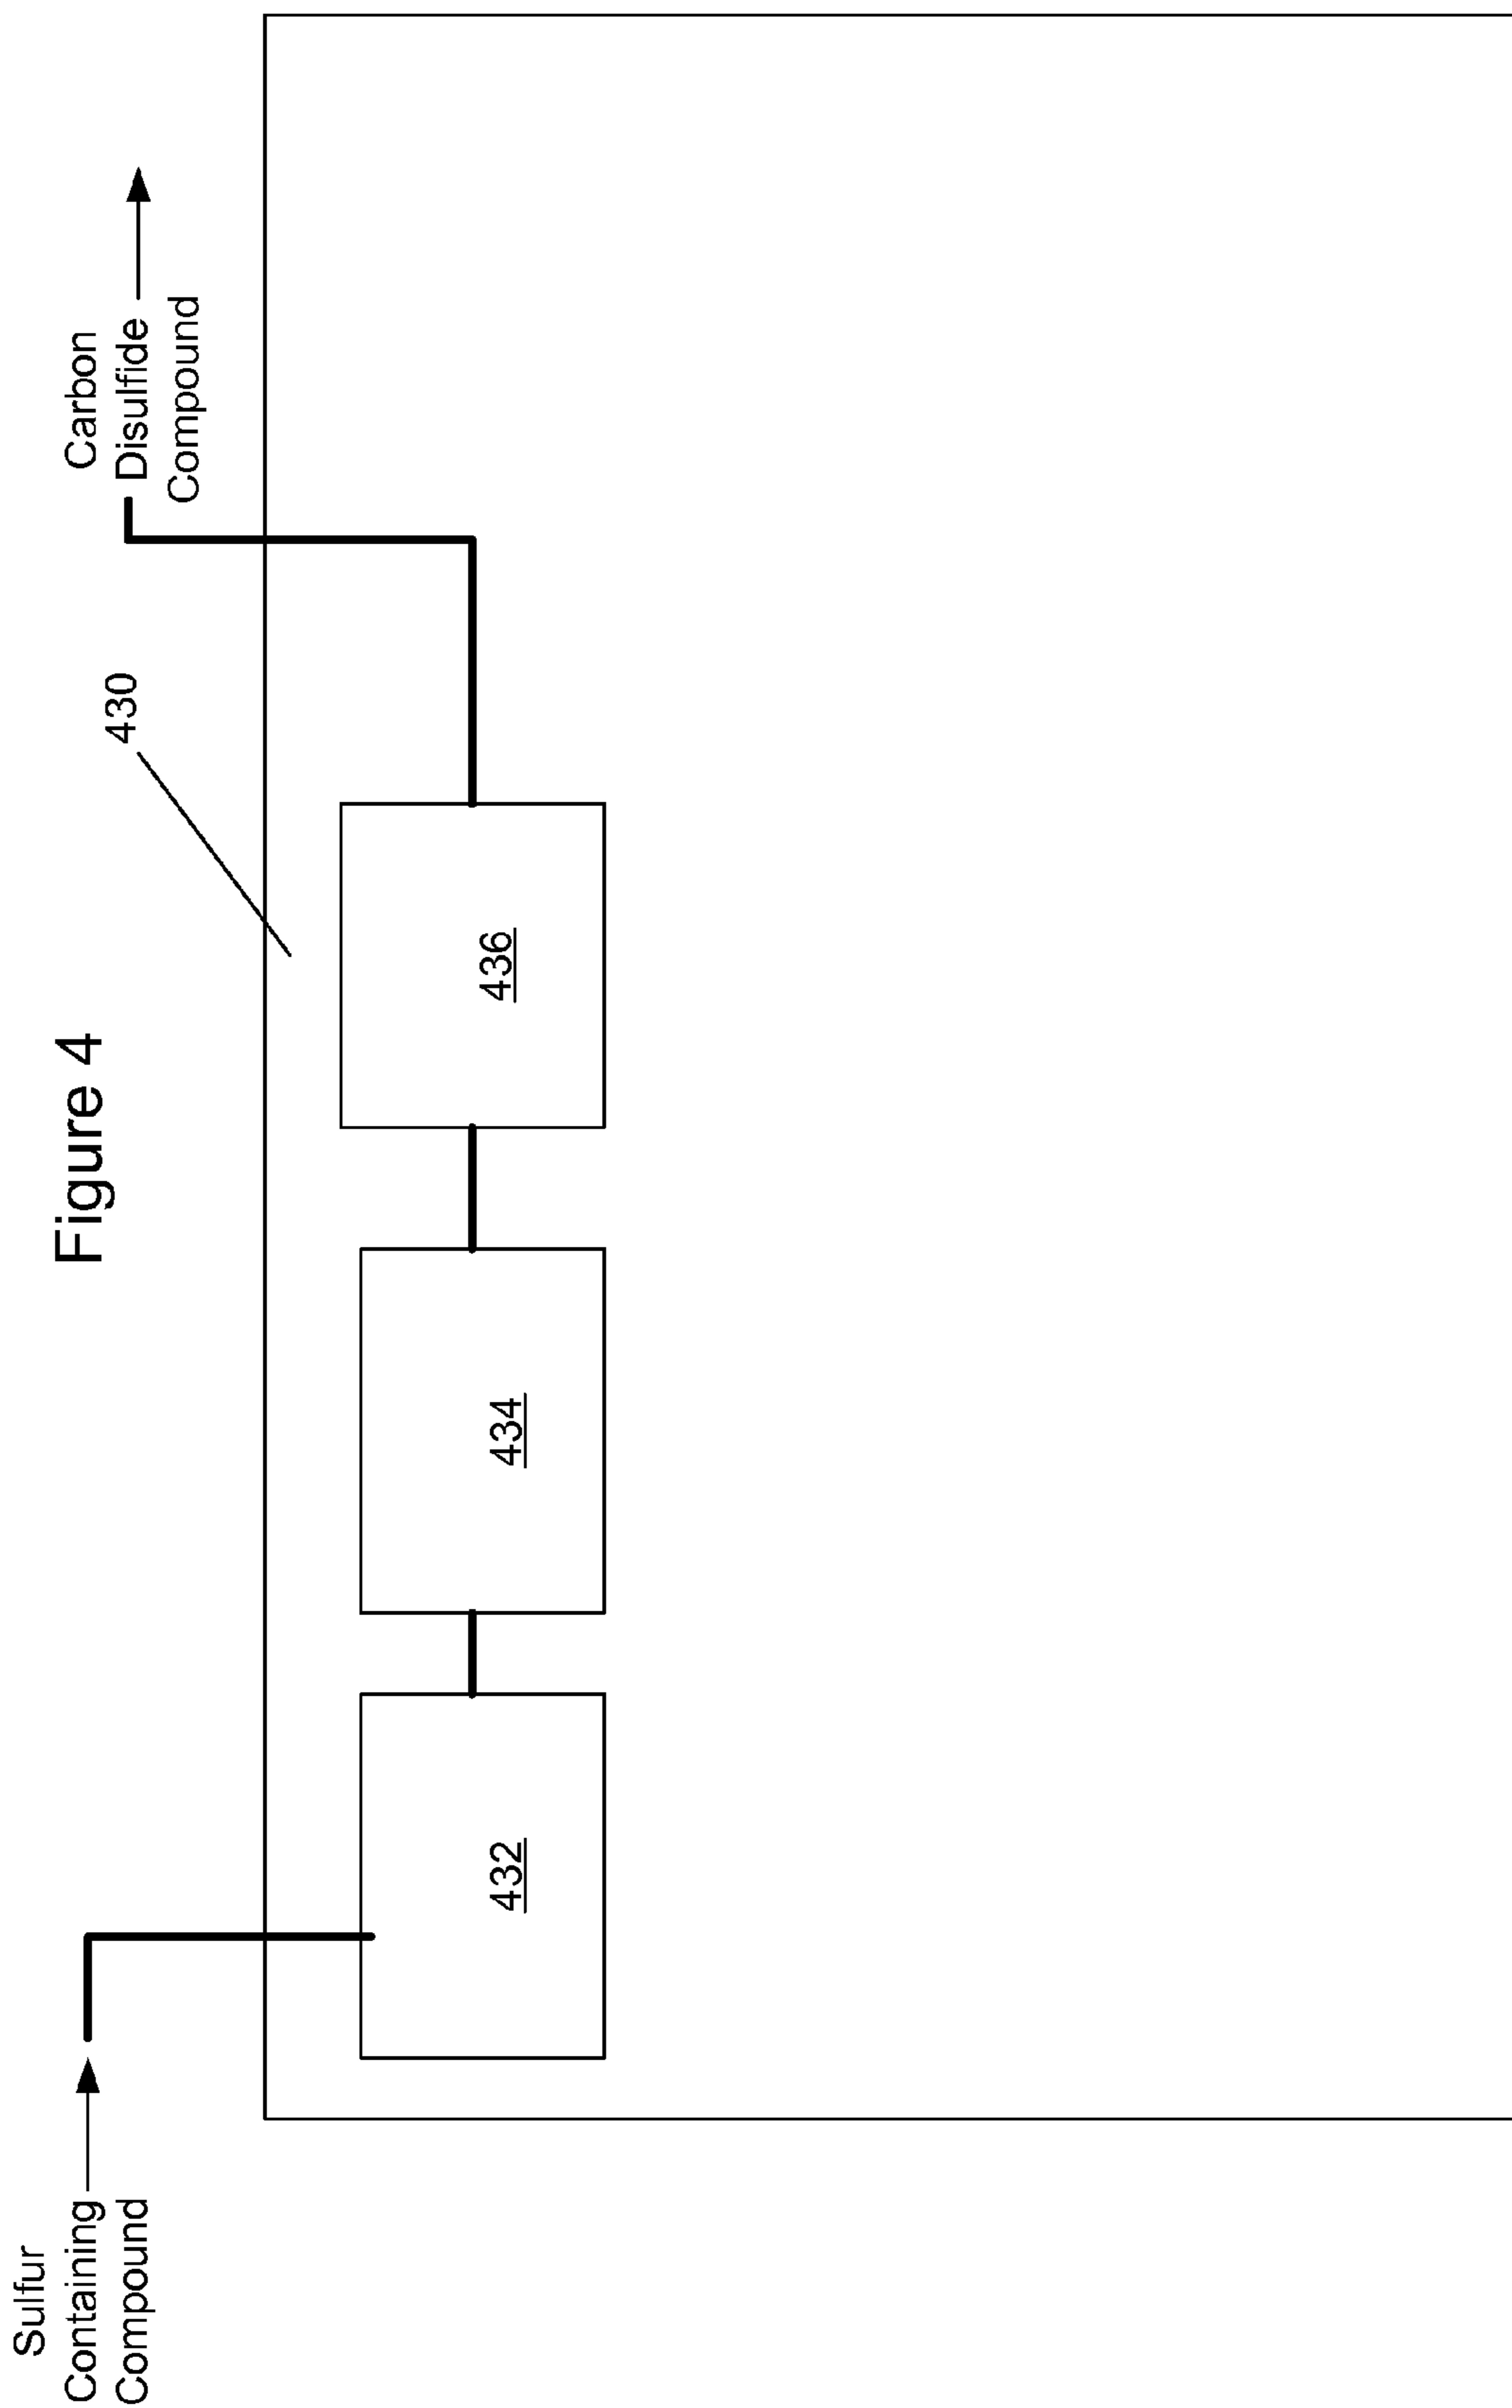 Figure 4
Sulfur
Containing
Compound
Carbon
Disulfide
Compound
430
432
434
436